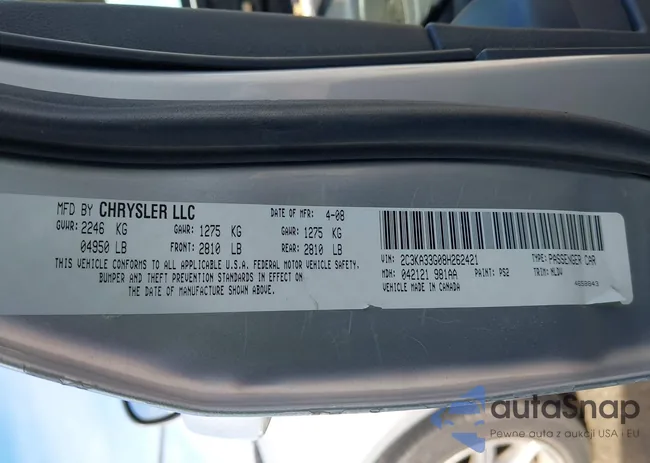 MFD BY CHRYSLER LLC DATE OF MFR: 4-08
GVWR: 2246 KG GAWR: 1275 KG GAWR: 1275 KG
04950 LB FRONT: 2810 LB REAR: 2810 LB
THIS VEHICLE CONFORMS TO ALL APPLICABLE U.S.A. FEDERAL MOTOR VEHICLE SAFETY,
BUMPER AND THEFT PREVENTION STANDARDS IN EFFECT ON
THE DATE OF MANUFACTURE SHOWN ABOVE.
VIN: 2C3KA33G08H262421 TYPE: PASSENGER CAR
MDH: 042121 981AA PAINT: PS2 TRIM: NLDV
VEHICLE MADE IN CANADA 4658843
autoSnap
Pewne auta z aukcji USA i EU